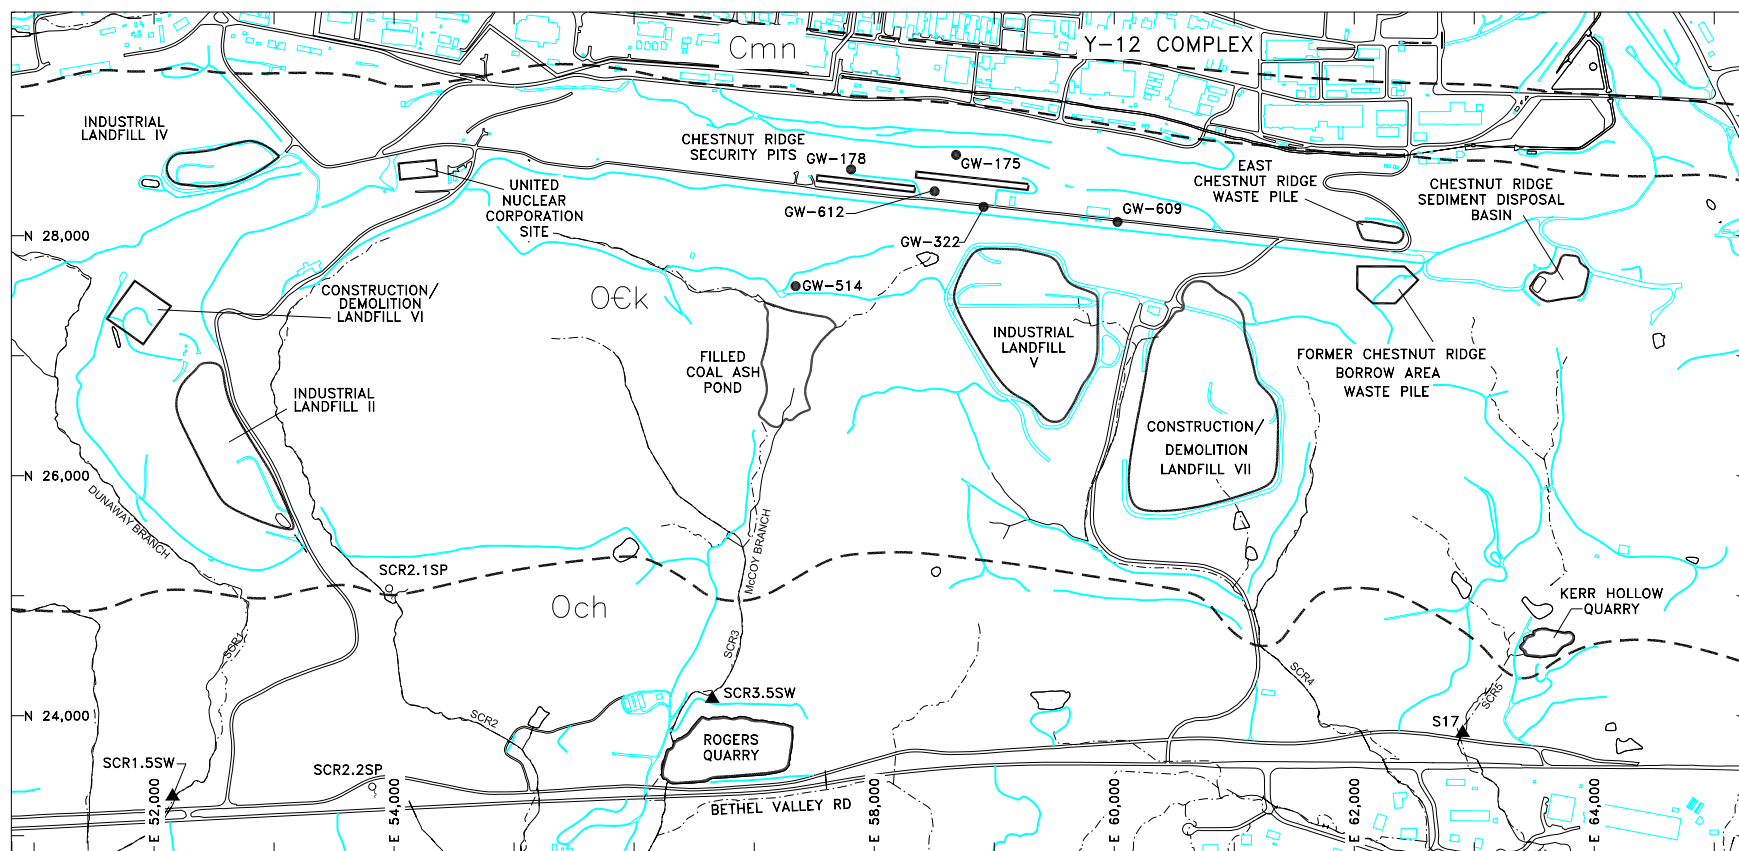 Cmn
Y-12 COMPLEX
INDUSTRIAL
LANDFILL IV
CHESTNUT RIDGE
SECURITY PITS
GW-178
GW-175
EAST
CHESTNUT RIDGE
WASTE PILE
CHESTNUT RIDGE
SEDIMENT DISPOSAL
BASIN
UNITED
NUCLEAR
CORPORATION
SITE
GW-612
GW-609
GW-322
N 28,000
CONSTRUCTION/
DEMOLITION
LANDFILL VI
O€k
GW-514
INDUSTRIAL
LANDFILL
V
FILLED
COAL ASH
POND
FORMER CHESTNUT RIDGE
BORROW AREA
WASTE PILE
INDUSTRIAL
LANDFILL II
CONSTRUCTION/
DEMOLITION
LANDFILL VII
N 26,000
DUNAWAY BRANCH
McCOY BRANCH
SCR2.1SP
Och
KERR HOLLOW
QUARRY
SCR1
SCR3
SCR4
SCR5
SCR3.5SW
N 24,000
SCR2
S17
ROGERS
QUARRY
SCR1.5SW
SCR2.2SP
BETHEL VALLEY RD
E 52,000
E 54,000
E 58,000
E 60,000
E 62,000
E 64,000